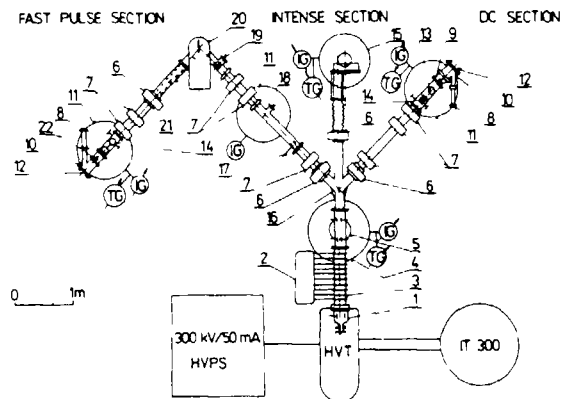 FAST PULSE SECTION
INTENSE SECTION
DC SECTION
20
19
15
13
9
11
18
IG
TG
IG
TG
12
10
8
11
7
6
14
6
7
11
8
22
10
12
21
7
14
IG
17
7
6
16
TG
IG
6
IG
TG
5
4
3
2
1
0 1m
300 kV/50 mA
HVPS
HVT
IT 300